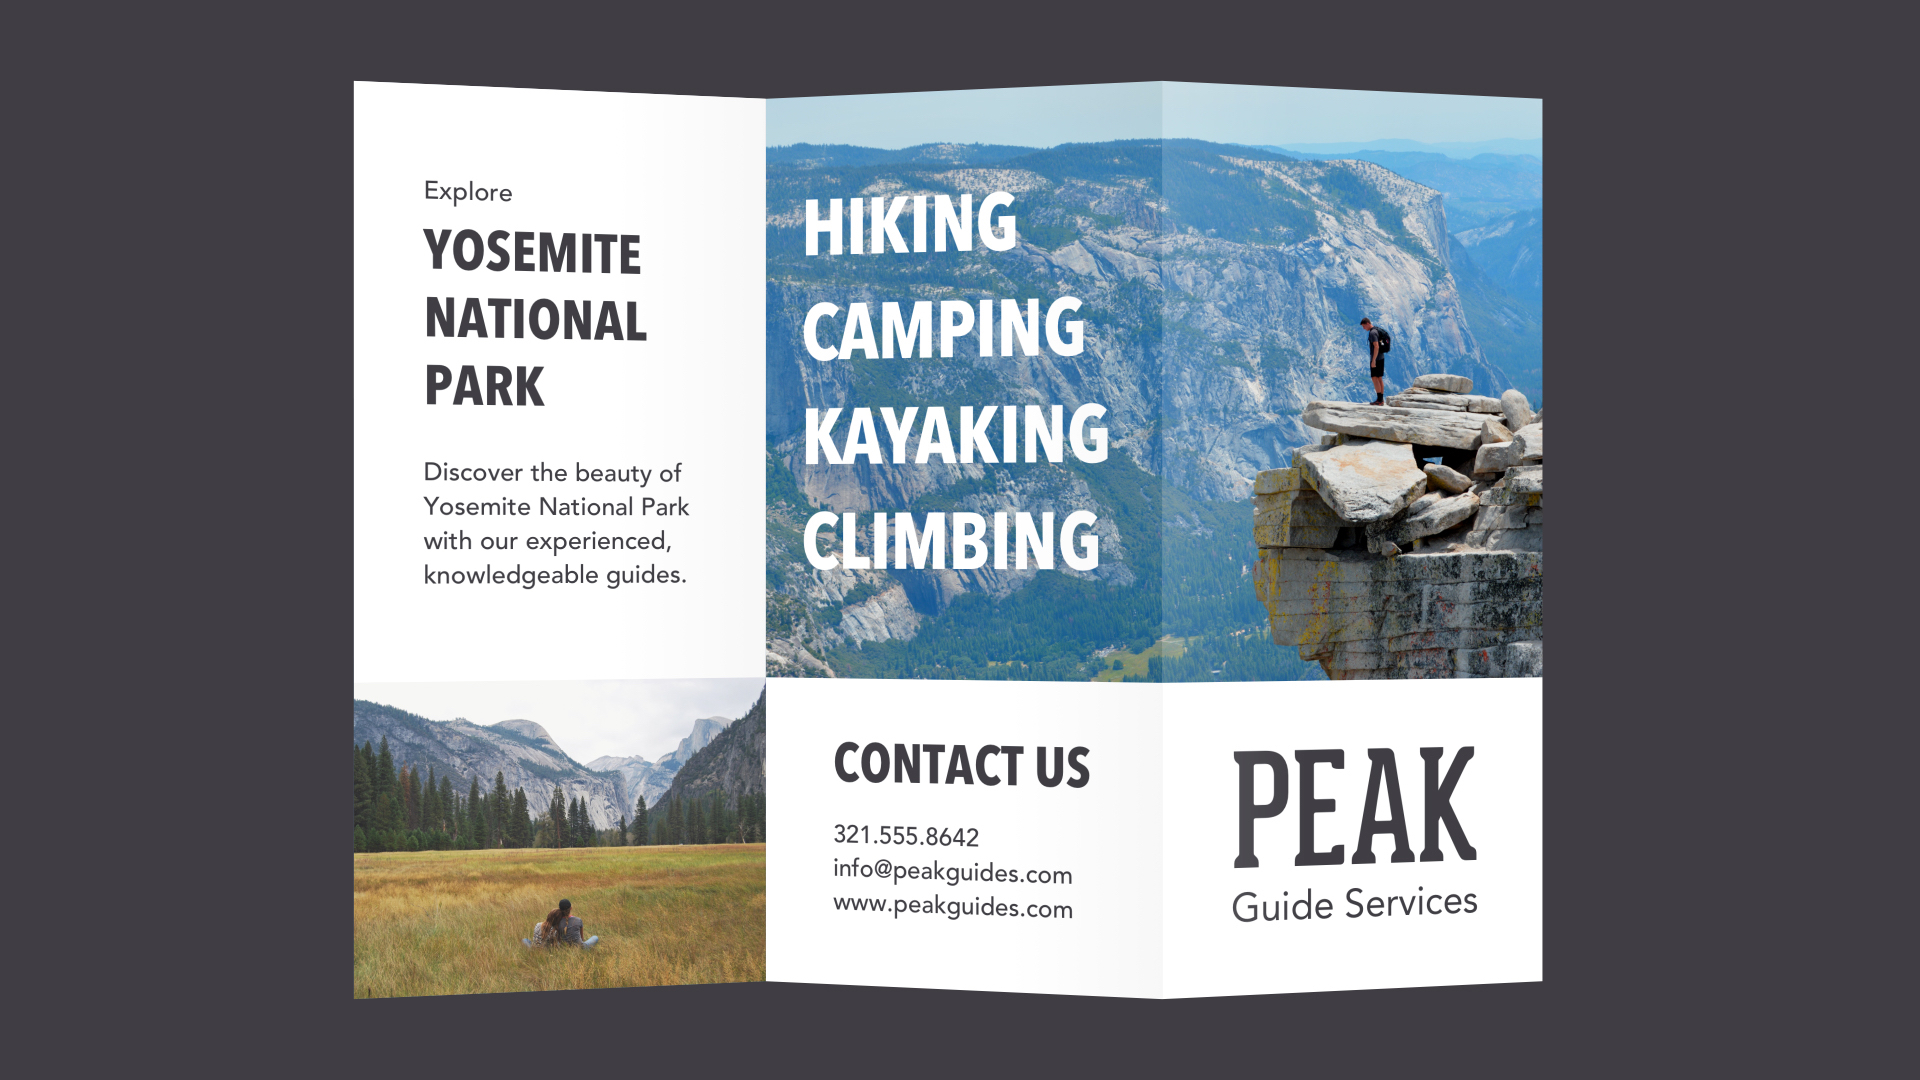 Explore
YOSEMITE
NATIONAL
PARK
Discover the beauty of
Yosemite National Park
with our experienced,
knowledgeable guides.
HIKING
CAMPING
KAYAKING
CLIMBING
CONTACT US
321.555.8642
info@peakguides.com
www.peakguides.com
PEAK
Guide Services